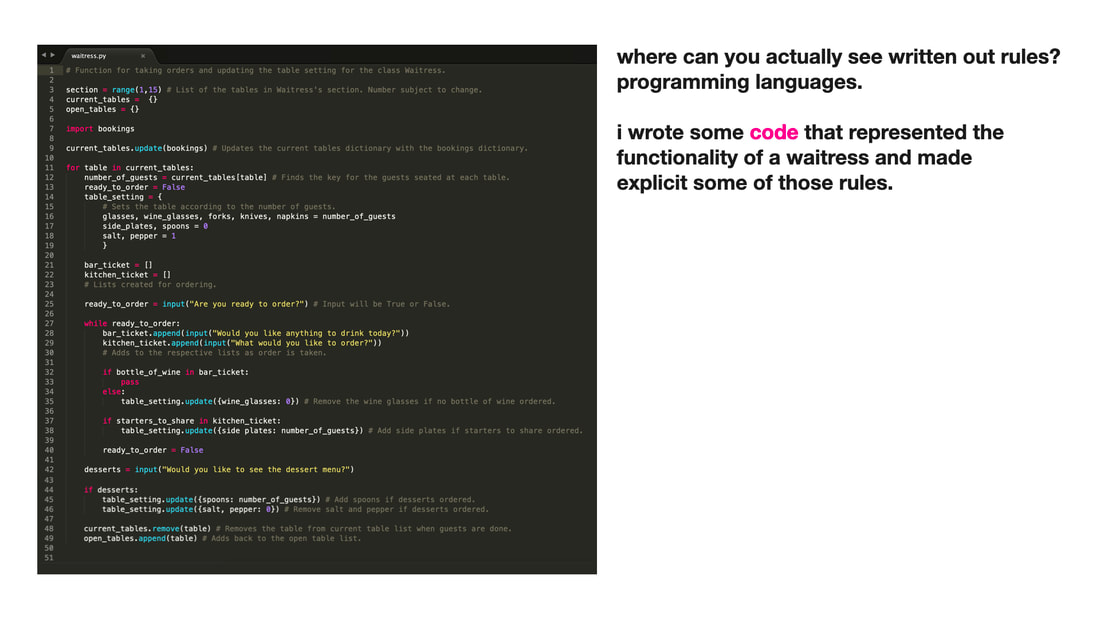 waitress.py
1 # Function for taking orders and updating the table setting for the class Waitress.
2
3 section = range(1,15) # List of the tables in Waitress's section. Number subject to change.
4 current_tables =  {}
5 open_tables = {}
6
7 import bookings
8
9 current_tables.update(bookings) # Updates the current tables dictionary with the bookings dictionary.
10
11 for table in current_tables:
12     number_of_guests = current_tables[table] # Finds the key for the guests seated at each table.
13     ready_to_order = False
14     table_setting = {
15         # Sets the table according to the number of guests.
16         glasses, wine_glasses, forks, knives, napkins = number_of_guests
17         side_plates, spoons = 0
18         salt, pepper = 1
19         }
20
21     bar_ticket = []
22     kitchen_ticket = []
23     # Lists created for ordering.
24
25     ready_to_order = input("Are you ready to order?") # Input will be True or False.
26
27     while ready_to_order:
28         bar_ticket.append(input("Would you like anything to drink today?"))
29         kitchen_ticket.append(input("What would you like to order?"))
30         # Adds to the respective lists as order is taken.
31
32         if bottle_of_wine in bar_ticket:
33             pass
34         else:
35             table_setting.update({wine_glasses: 0}) # Remove the wine glasses if no bottle of wine ordered.
36
37         if starters_to_share in kitchen_ticket:
38             table_setting.update({side plates: number_of_guests}) # Add side plates if starters to share ordered.
39
40         ready_to_order = False
41
42     desserts = input("Would you like to see the dessert menu?")
43
44     if desserts:
45         table_setting.update({spoons: number_of_guests}) # Add spoons if desserts ordered.
46         table_setting.update({salt, pepper: 0}) # Remove salt and pepper if desserts ordered.
47
48     current_tables.remove(table) # Removes the table from current table list when guests are done.
49     open_tables.append(table) # Adds back to the open table list.
50
51
where can you actually see written out rules?
programming languages.
i wrote some code that represented the
functionality of a waitress and made
explicit some of those rules.